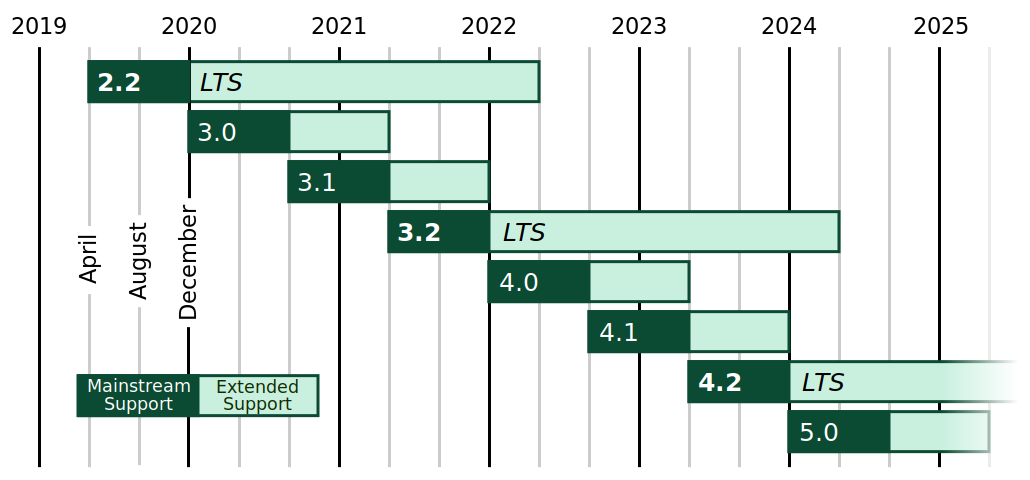 2019 2020 2021 2022 2023 2024 2025
2.2 LTS
3.0
3.1
3.2 LTS
April August December
4.0
4.1
4.2 LTS
Mainstream Support
Extended Support
5.0